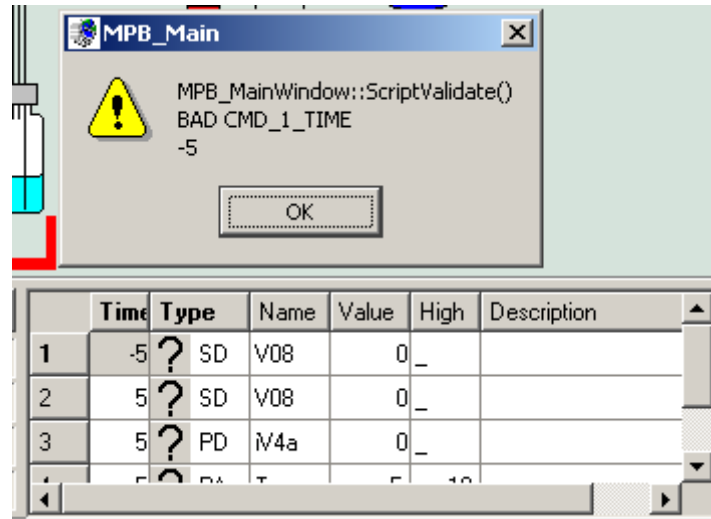 MPB_Main
MPB_MainWindow::ScriptValidate()
BAD CMD_1_TIME
-5
OK
Time Type Name Value High Description
1 -5 ? SD V08 0 _
2 5 ? SD V08 0 _
3 5 ? PD iV4a 0 _